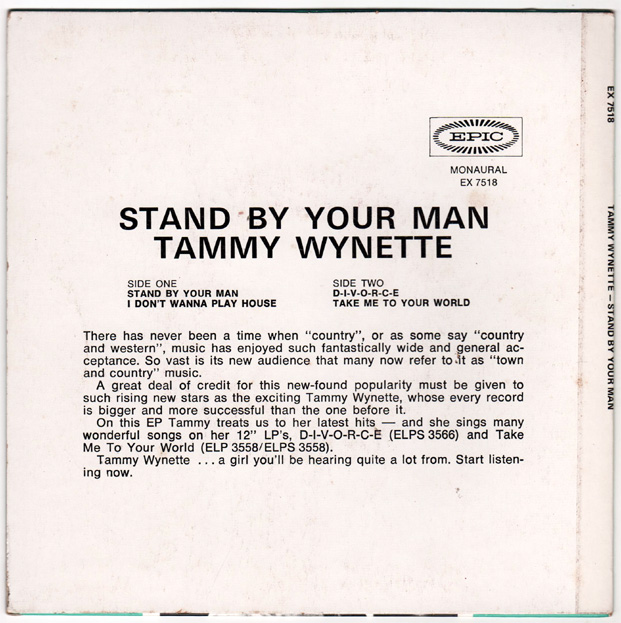 EPIC
MONAURAL
EX 7518
STAND BY YOUR MAN
TAMMY WYNETTE
SIDE ONE
STAND BY YOUR MAN
I DON'T WANNA PLAY HOUSE
SIDE TWO
D-I-V-O-R-C-E
TAKE ME TO YOUR WORLD
There has never been a time when "country", or as some say "country
and western", music has enjoyed such fantastically wide and general ac-
ceptance. So vast is its new audience that many now refer to it as "town
and country" music.
A great deal of credit for this new-found popularity must be given to
such rising new stars as the exciting Tammy Wynette, whose every record
is bigger and more successful than the one before it.
On this EP Tammy treats us to her latest hits — and she sings many
wonderful songs on her 12" LP's, D-I-V-O-R-C-E (ELPS 3566) and Take
Me To Your World (ELP 3558/ELPS 3558).
Tammy Wynette ... a girl you'll be hearing quite a lot from. Start listen-
ing now.
EX 7518
TAMMY WYNETTE – STAND BY YOUR MAN